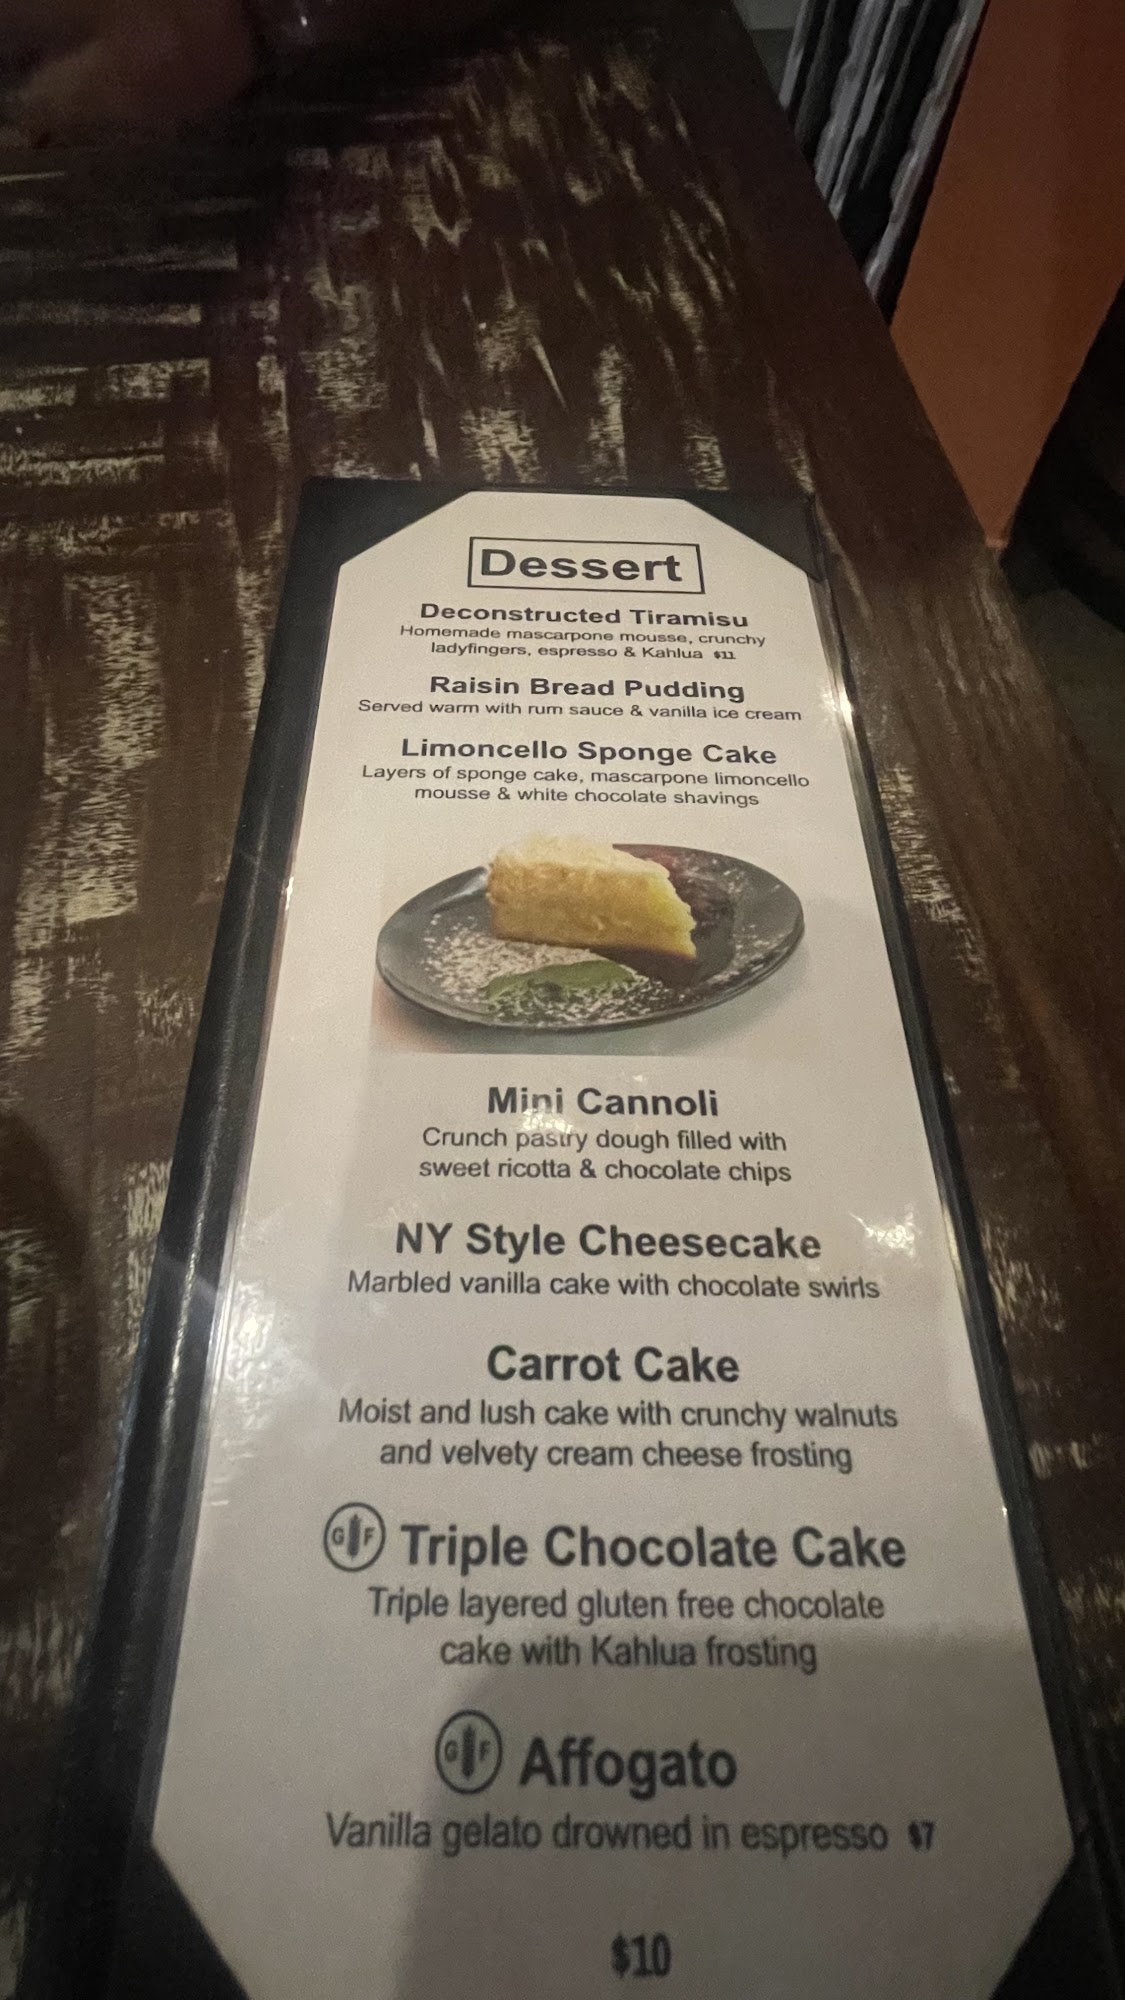 Dessert
Deconstructed Tiramisu
Homemade mascarpone mousse, crunchy
ladyfingers, espresso & Kahlua $11
Raisin Bread Pudding
Served warm with rum sauce & vanilla ice cream
Limoncello Sponge Cake
Layers of sponge cake, mascarpone limoncello
mousse & white chocolate shavings
Mini Cannoli
Crunch pastry dough filled with
sweet ricotta & chocolate chips
NY Style Cheesecake
Marbled vanilla cake with chocolate swirls
Carrot Cake
Moist and lush cake with crunchy walnuts
and velvety cream cheese frosting
GF Triple Chocolate Cake
Triple layered gluten free chocolate
cake with Kahlua frosting
GF Affogato
Vanilla gelato drowned in espresso $7
$10